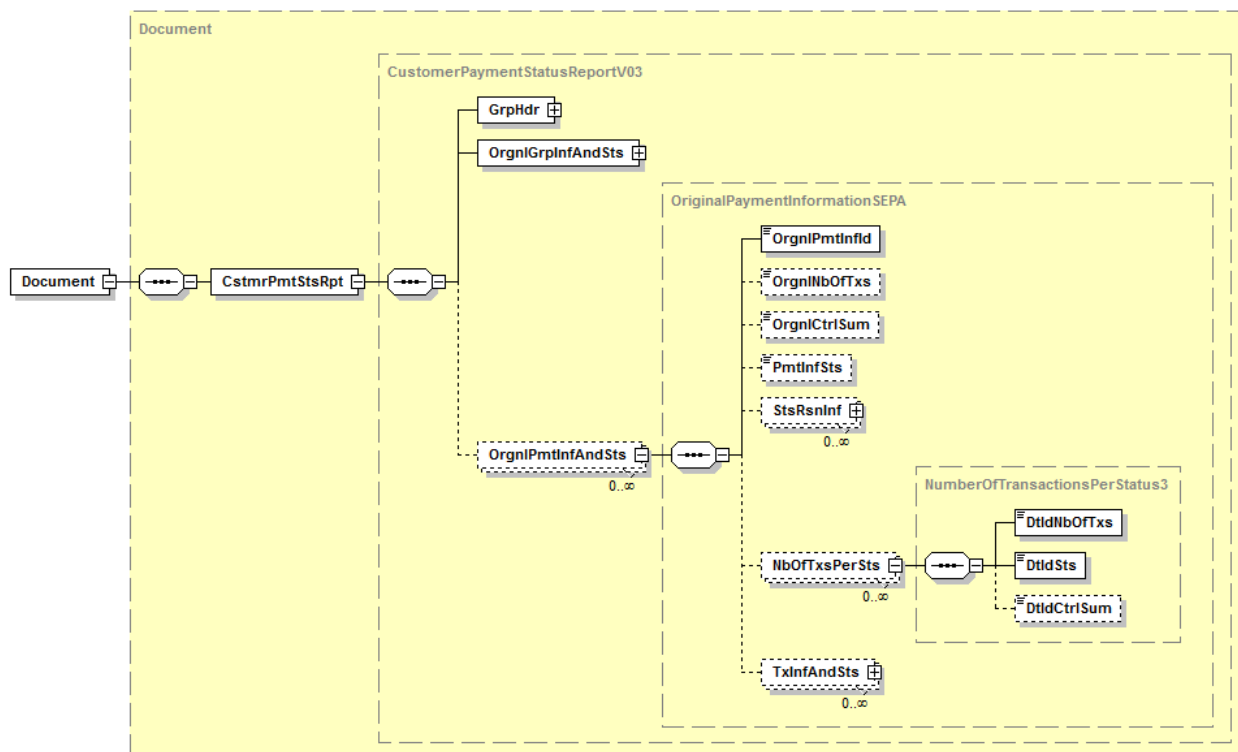 Document
CustomerPaymentStatusReportV03
GrpHdr
OrgnlGrpInfAndSts
OriginalPaymentInformationSEPA
OrgnlPmtInfId
Document
CstmrPmtStsRpt
OrgnlNbOfTxs
OrgnlCtrlSum
PmtInfSts
StsRsnInf
0..∞
OrgnlPmtInfAndSts
0..∞
NumberOfTransactionsPerStatus3
DtldNbOfTxs
NbOfTxsPerSts
0..∞
DtldSts
DtldCtrlSum
TxInfAndSts
0..∞